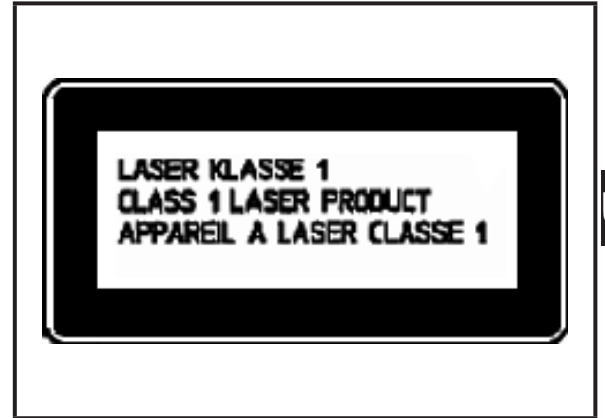 LASER KLASSE 1
CLASS 1 LASER PRODUCT
APPAREIL A LASER CLASSE 1